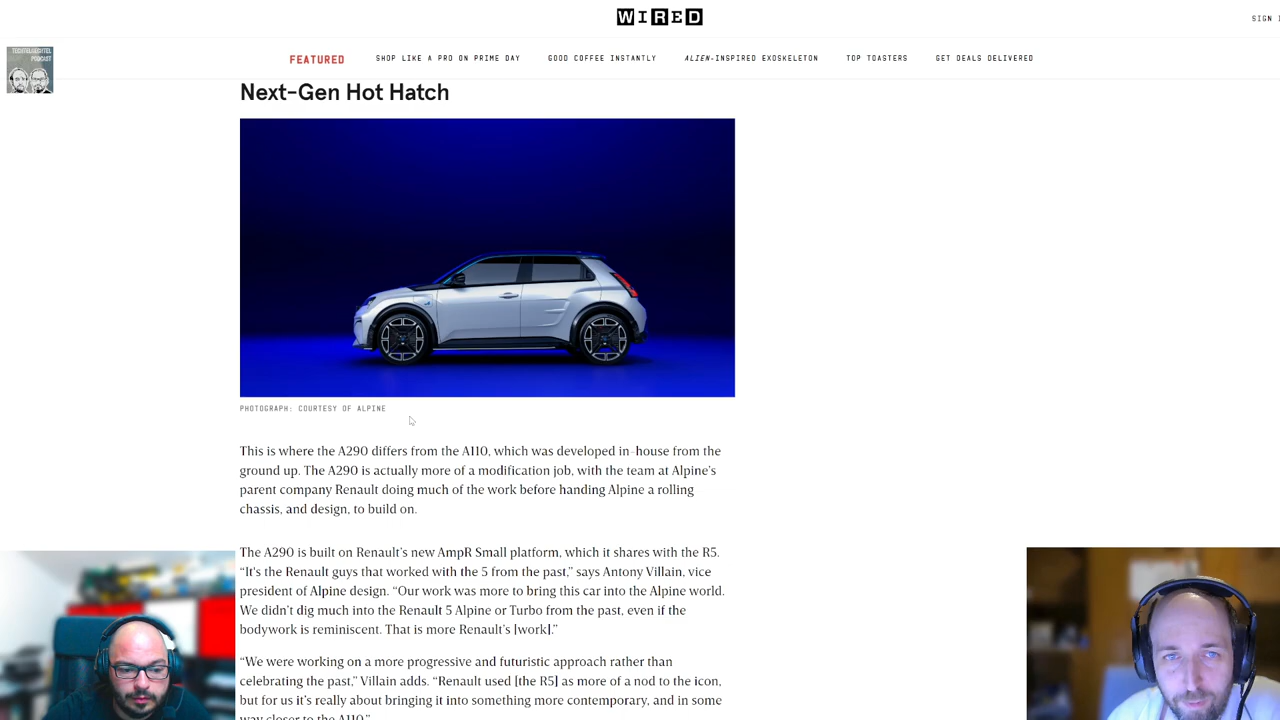 WIRED
SIGN
TECHTELMECHTEL
PODCAST
FEATURED
SHOP LIKE A PRO ON PRIME DAY
GOOD COFFEE INSTANTLY
ALIEN-INSPIRED EXOSKELETON
TOP TOASTERS
GET DEALS DELIVERED
Next-Gen Hot Hatch
PHOTOGRAPH: COURTESY OF ALPINE
This is where the A290 differs from the A110, which was developed in-house from the
ground up. The A290 is actually more of a modification job, with the team at Alpine's
parent company Renault doing much of the work before handing Alpine a rolling
chassis, and design, to build on.
The A290 is built on Renault's new AmpR Small platform, which it shares with the R5.
“It's the Renault guys that worked with the 5 from the past,” says Antony Villain, vice
president of Alpine design. “Our work was more to bring this car into the Alpine world.
We didn't dig much into the Renault 5 Alpine or Turbo from the past, even if the
bodywork is reminiscent. That is more Renault's [work].”
“We were working on a more progressive and futuristic approach rather than
celebrating the past,” Villain adds. “Renault used [the R5] as more of a nod to the icon,
but for us it's really about bringing it into something more contemporary, and in some
way closer to the A110.”